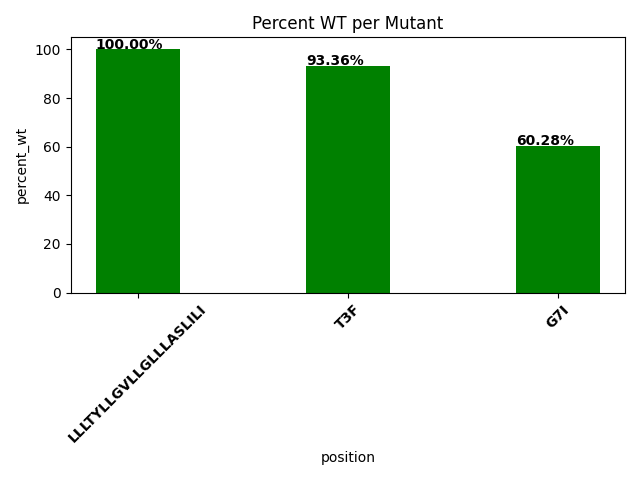 Percent WT per Mutant
percent_wt
100
80
60
40
20
0
100.00%
93.36%
60.28%
LLLTYLLGVLLGLLLASLILI
T3F
G7I
position